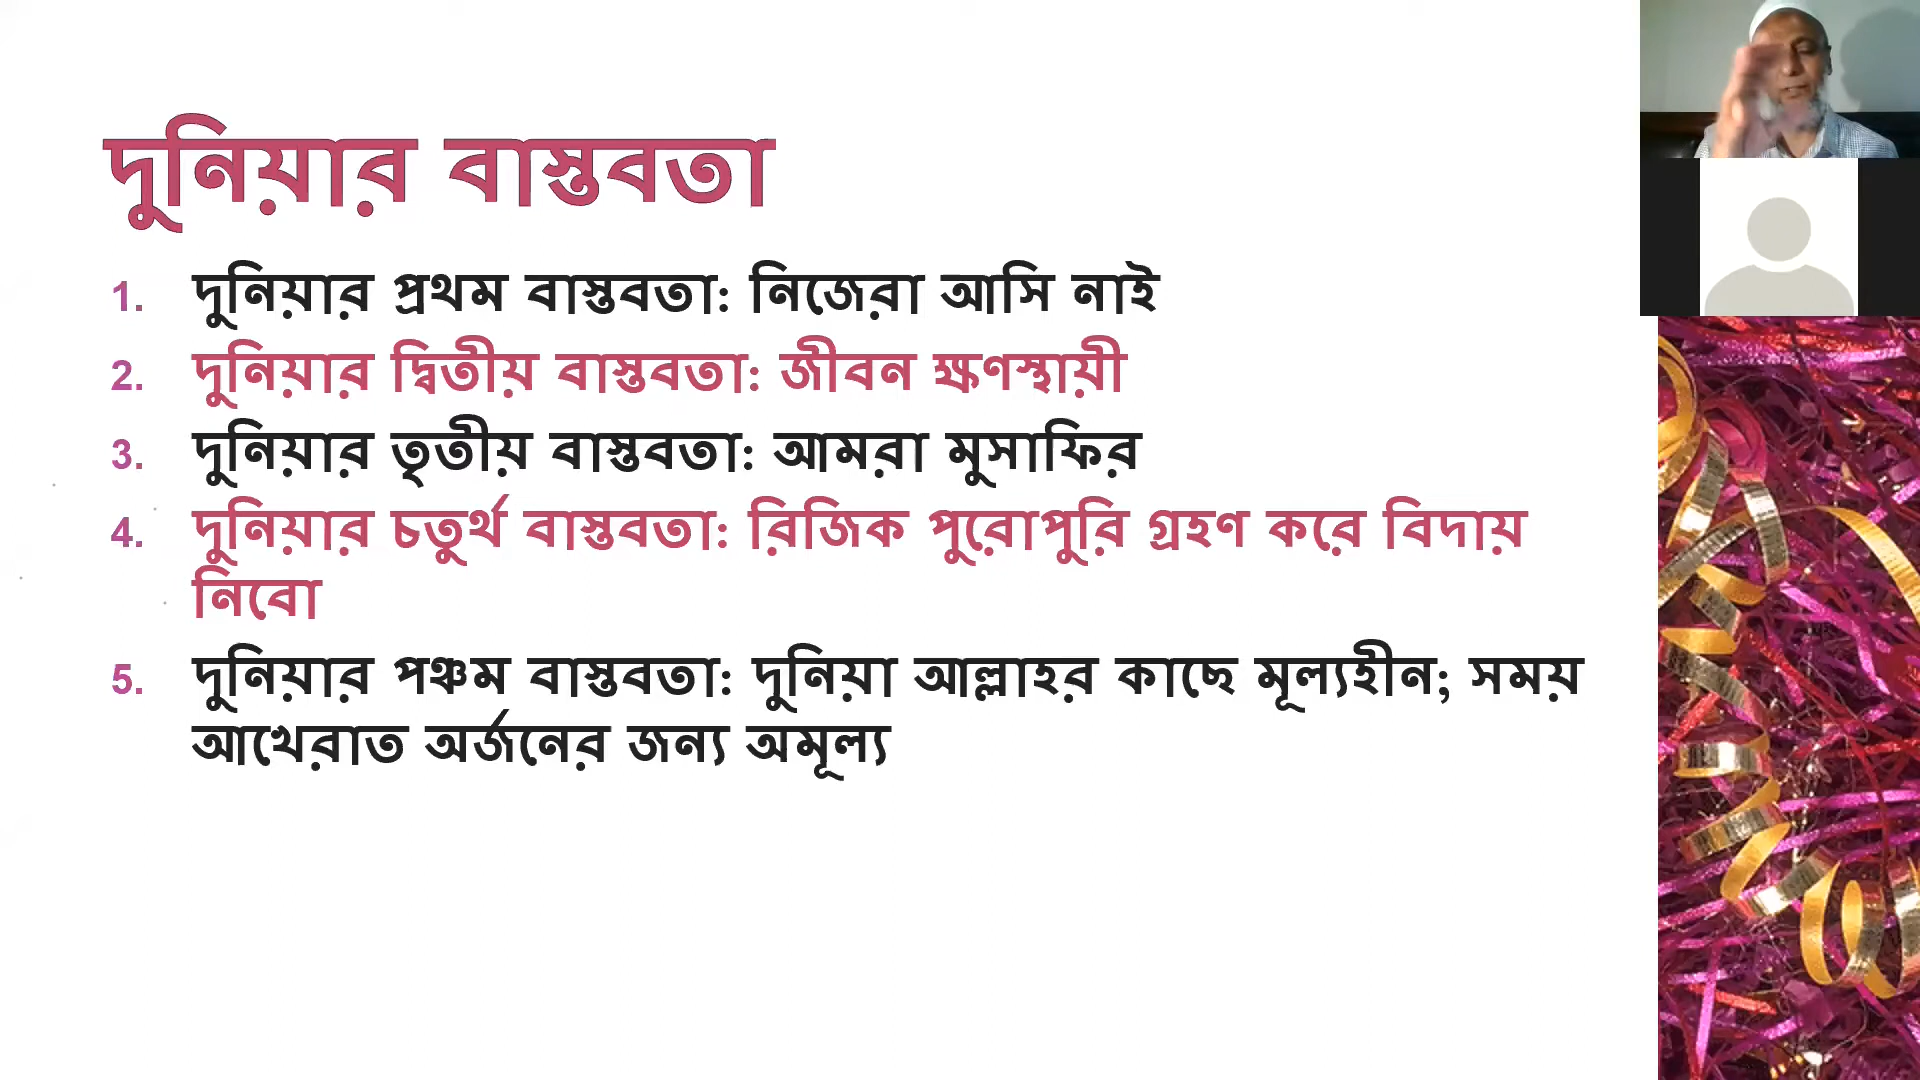 দুনিয়ার বাস্তবতা
1. দুনিয়ার প্রথম বাস্তবতা: নিজেরা আসি নাই
2. দুনিয়ার দ্বিতীয় বাস্তবতা: জীবন ক্ষণস্থায়ী
3. দুনিয়ার তৃতীয় বাস্তবতা: আমরা মুসাফির
4. দুনিয়ার চতুর্থ বাস্তবতা: রিজিক পুরোপুরি গ্রহণ করে বিদায়
নিবো
5. দুনিয়ার পঞ্চম বাস্তবতা: দুনিয়া আল্লাহর কাছে মূল্যহীন; সময়
আখেরাত অর্জনের জন্য অমূল্য